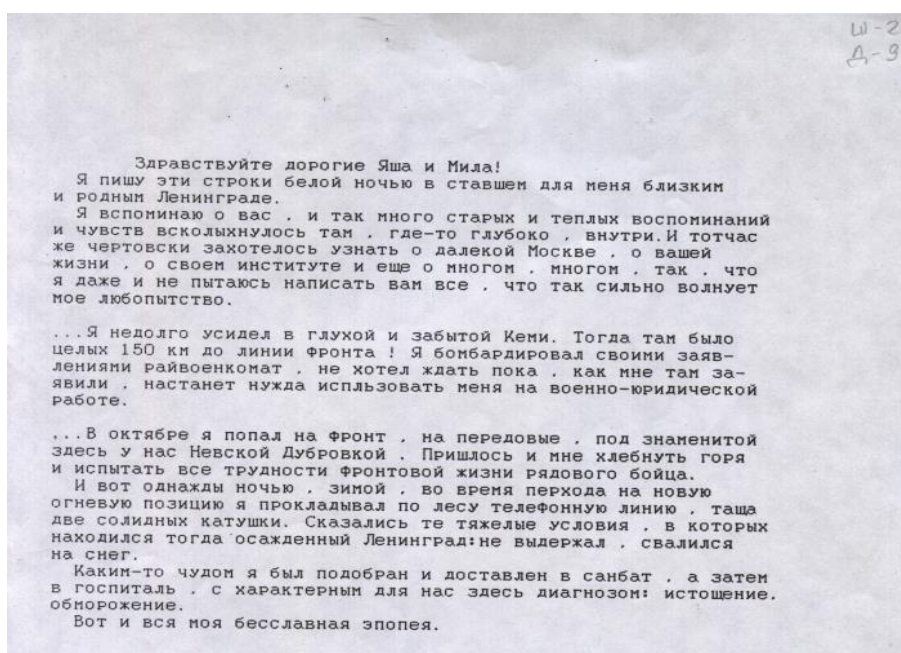 Ш-2
Д-9
Здравствуйте дорогие Яша и Мила!
Я пишу эти строки белой ночью в ставшем для меня близким
и родным Ленинграде.
Я вспоминаю о вас , и так много старых и теплых воспоминаний
и чувств всколыхнулось там , где-то глубоко , внутри.И тотчас
же чертовски захотелось узнать о далекой Москве , о вашей
жизни , о своем институте и еще о многом , многом , так , что
я даже и не пытаюсь написать вам все , что так сильно волнует
мое любопытство.
...Я недолго усидел в глухой и забытой Кеми. Тогда там было
целых 150 км до линии фронта ! Я бомбардировал своими заяв-
лениями райвоенкомат , не хотел ждать пока , как мне там за-
явили , настанет нужда испльзовать меня на военно-юридической
работе.
...В октябре я попал на фронт , на передовые , под знаменитой
здесь у нас Невской Дубровкой . Пришлось и мне хлебнуть горя
и испытать все трудности фронтовой жизни рядового бойца.
И вот однажды ночью , зимой , во время перхода на новую
огневую позицию я прокладывал по лесу телефонную линию , таща
две солидных катушки. Сказались те тяжелые условия , в которых
находился тогда осажденный Ленинград:не выдержал , свалился
на снег.
Каким-то чудом я был подобран и доставлен в санбат , а затем
в госпиталь , с характерным для нас здесь диагнозом: истощение,
обморожение.
Вот и вся моя бесславная эпопея.